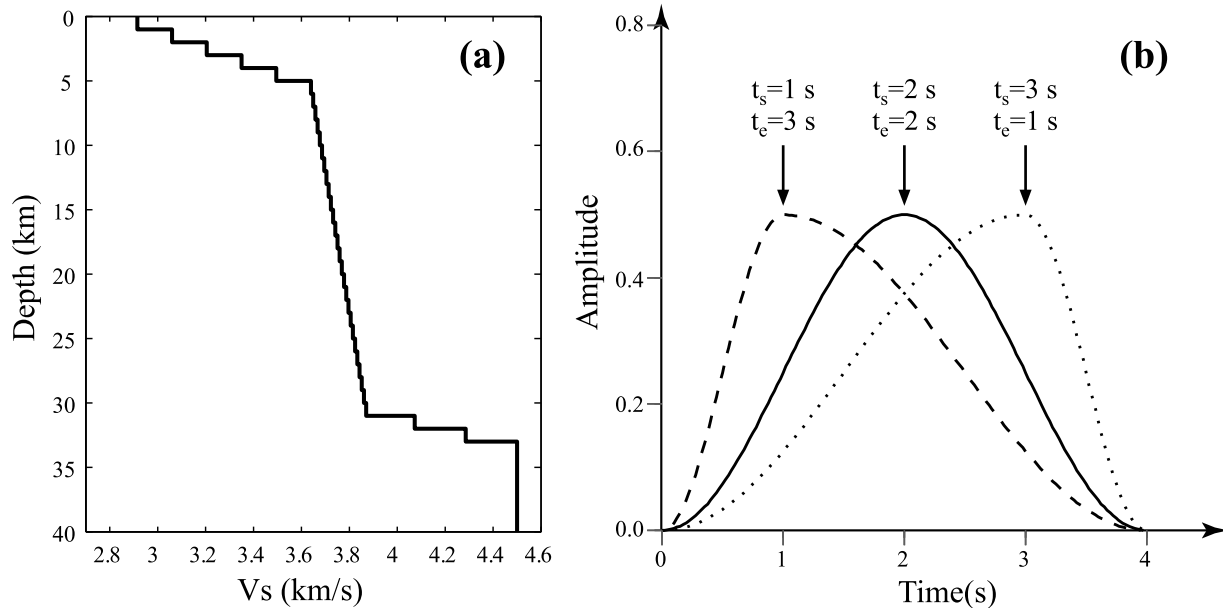 (a)
0
5
10
15
20
25
30
35
40
Depth (km)
2.8 3 3.2 3.4 3.6 3.8 4 4.2 4.4 4.6
Vs (km/s)
(b)
0.8
0.6
0.4
0.2
0.0
Amplitude
ts=1 s
te=3 s
ts=2 s
te=2 s
ts=3 s
te=1 s
0 1 2 3 4
Time(s)